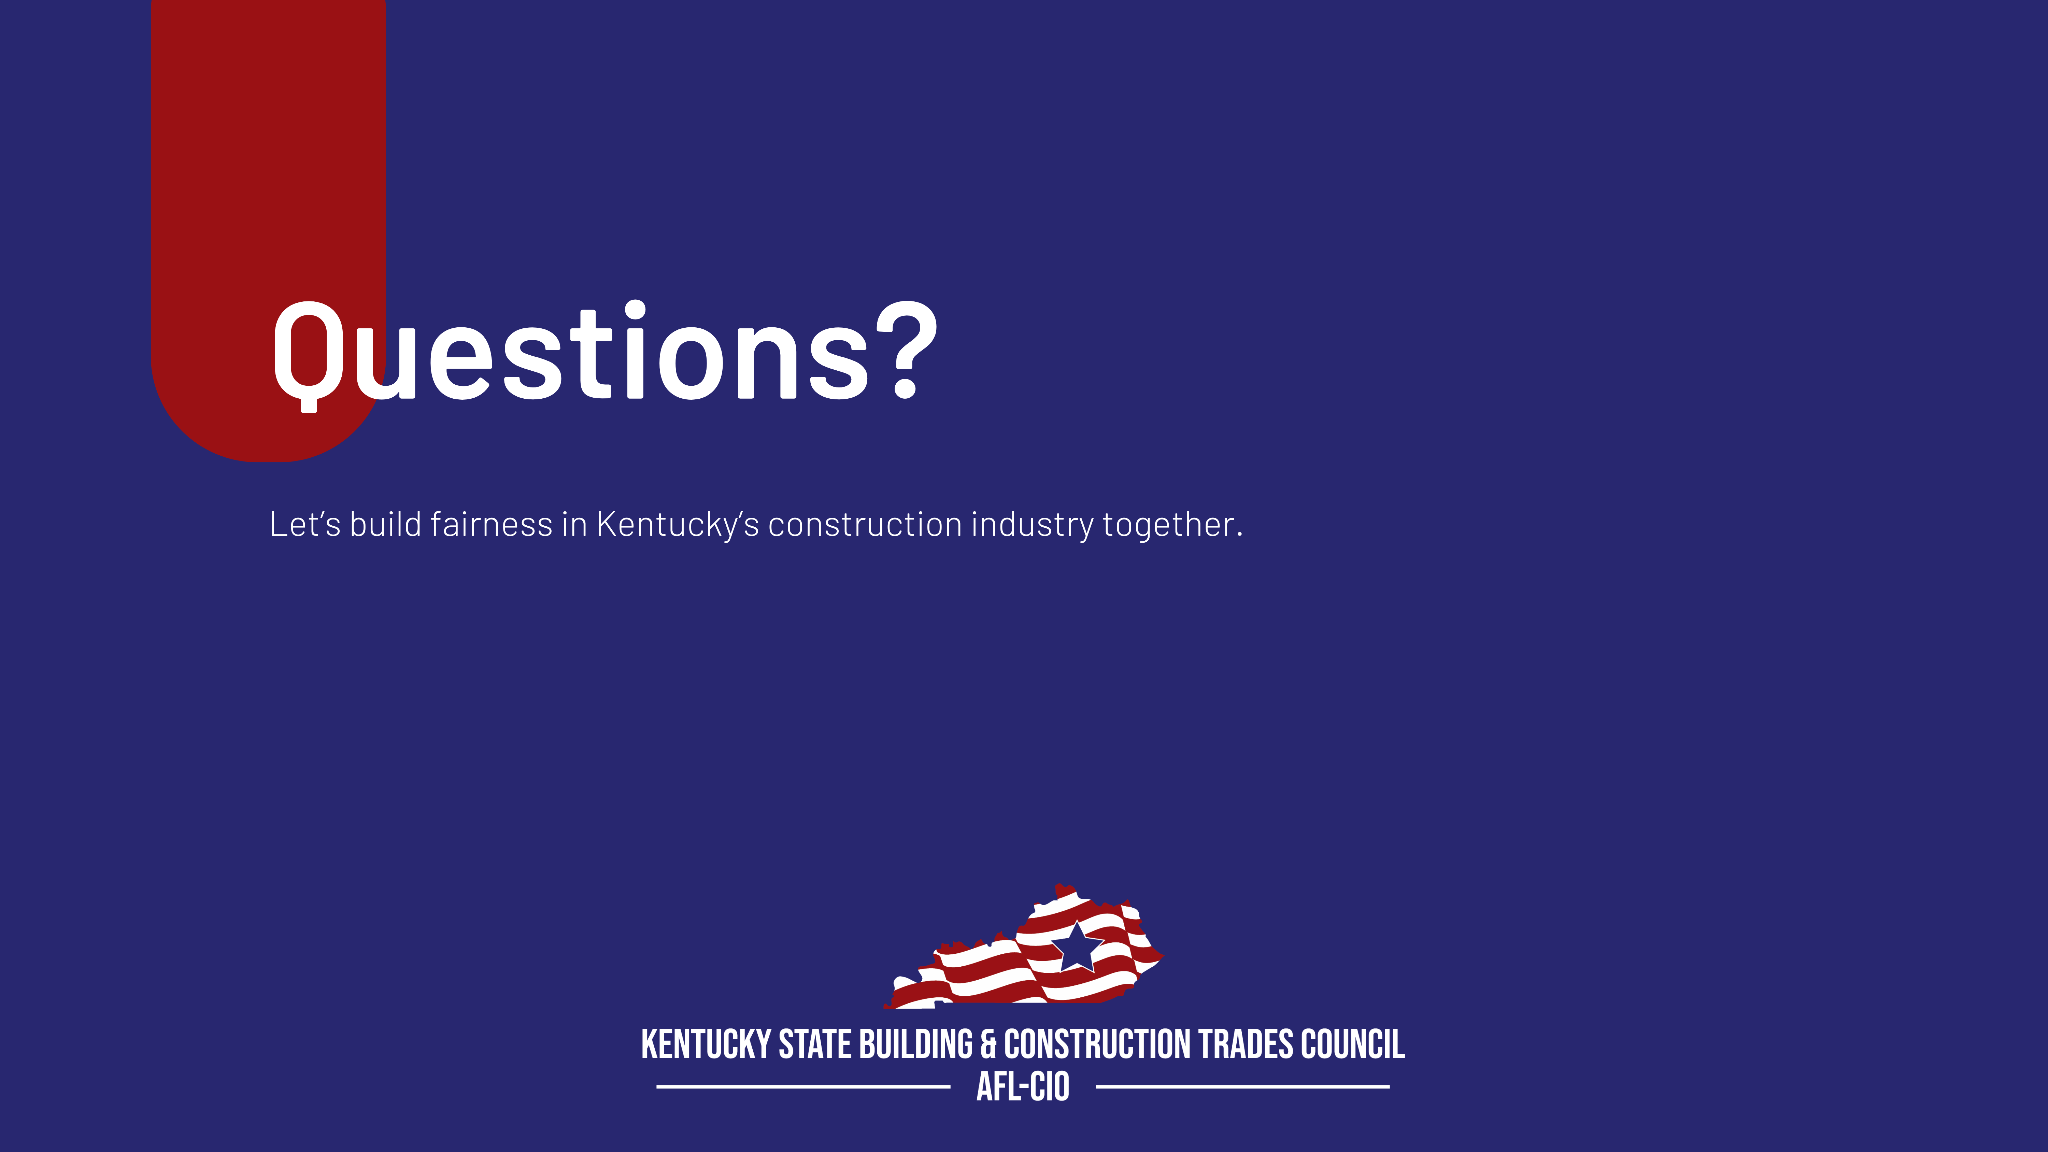 Questions?
Let’s build fairness in Kentucky’s construction industry together.
KENTUCKY STATE BUILDING & CONSTRUCTION TRADES COUNCIL
AFL-CIO